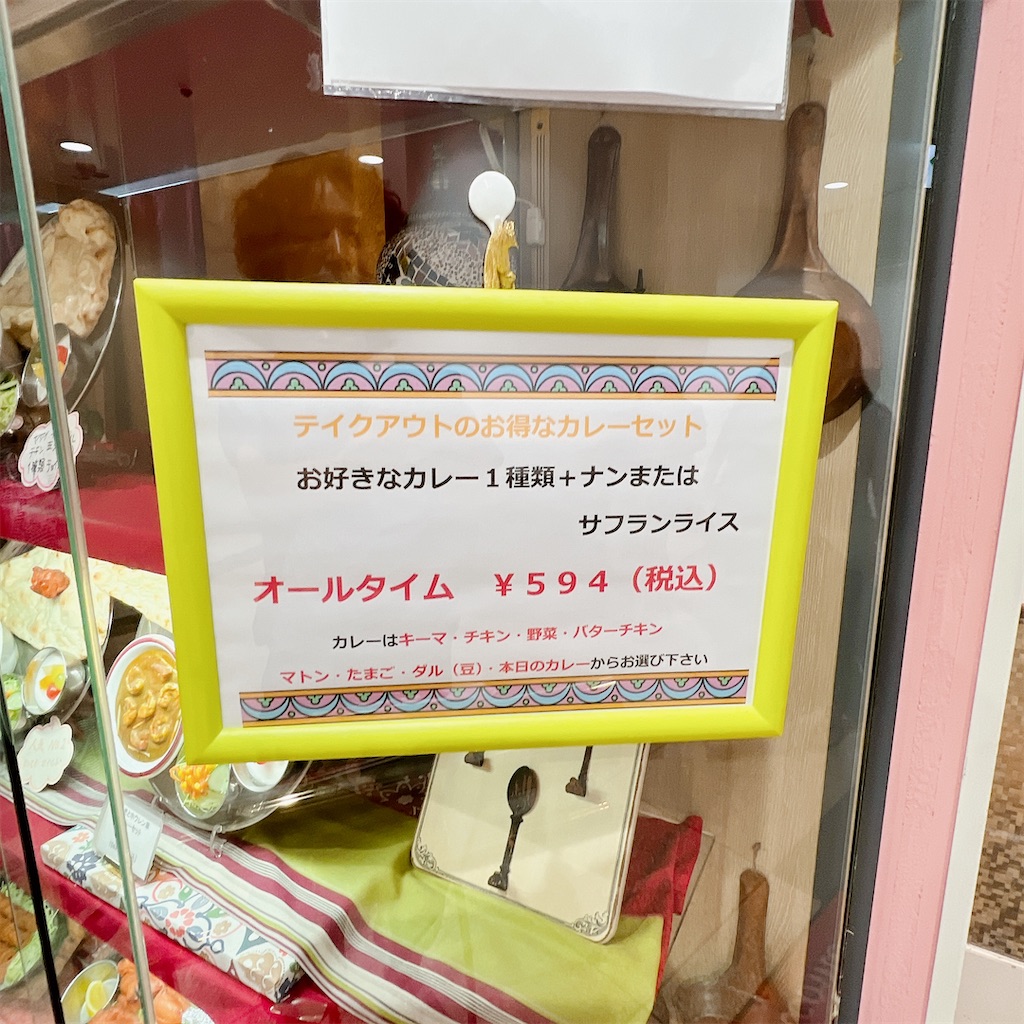 テイクアウトのお得なカレーセット
お好きなカレー１種類＋ナンまたは
サフランライス
オールタイム　￥５９４（税込）
カレーはキーマ・チキン・野菜・バターチキン
マトン・たまご・ダル（豆）・本日のカレーからお選び下さい